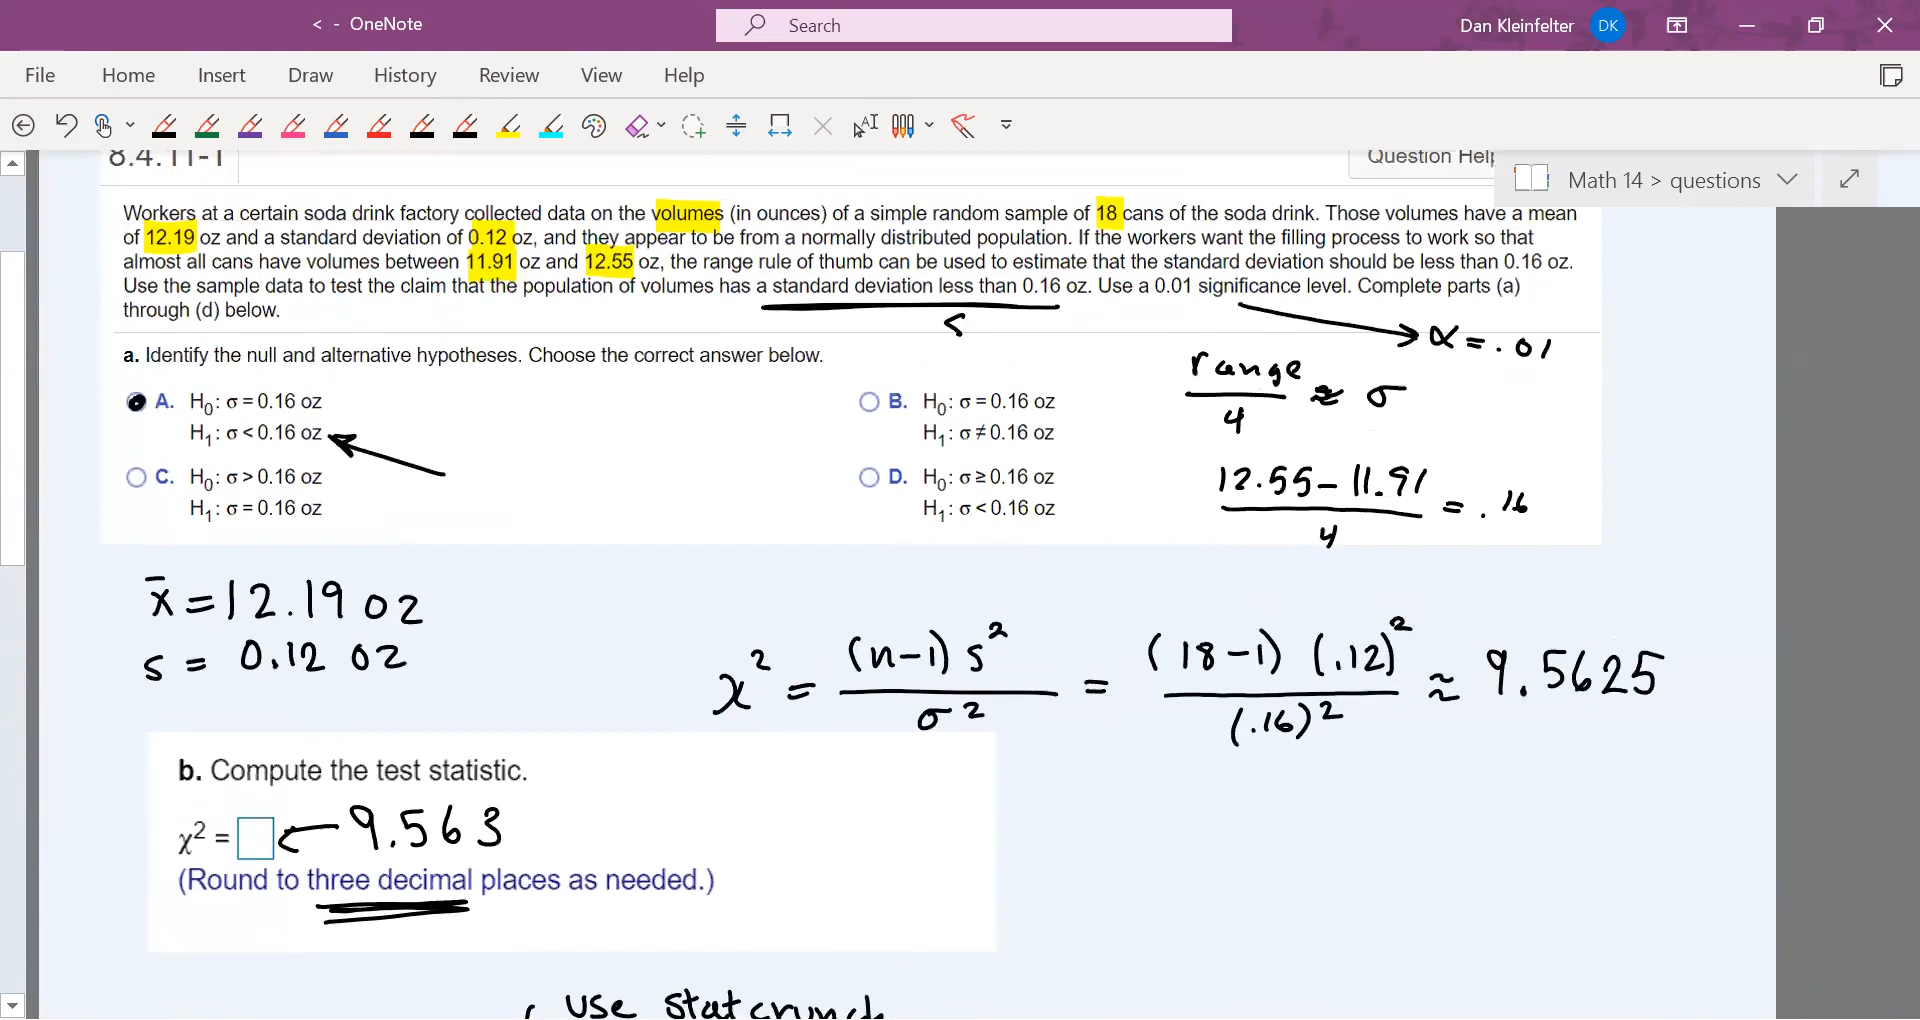 < - OneNote
Search
Dan Kleinfelter DK
File Home Insert Draw History Review View Help
8.4.11-1
Question Help
Math 14 > questions
Workers at a certain soda drink factory collected data on the volumes (in ounces) of a simple random sample of 18 cans of the soda drink. Those volumes have a mean
of 12.19 oz and a standard deviation of 0.12 oz, and they appear to be from a normally distributed population. If the workers want the filling process to work so that
almost all cans have volumes between 11.91 oz and 12.55 oz, the range rule of thumb can be used to estimate that the standard deviation should be less than 0.16 oz.
Use the sample data to test the claim that the population of volumes has a standard deviation less than 0.16 oz. Use a 0.01 significance level. Complete parts (a)
through (d) below.
<
α = .01
a. Identify the null and alternative hypotheses. Choose the correct answer below.
A. H0: σ = 0.16 oz
H1: σ < 0.16 oz
B. H0: σ = 0.16 oz
H1: σ ≠ 0.16 oz
C. H0: σ > 0.16 oz
H1: σ = 0.16 oz
D. H0: σ ≥ 0.16 oz
H1: σ < 0.16 oz
range / 4 ≈ σ
12.55 - 11.91 / 4 = .16
x̄ = 12.19 oz
s = 0.12 oz
x² = (n-1) s² / σ² = (18-1) (.12)² / (.16)² ≈ 9.5625
b. Compute the test statistic.
χ² = 9.563
(Round to three decimal places as needed.)
use statcrunch